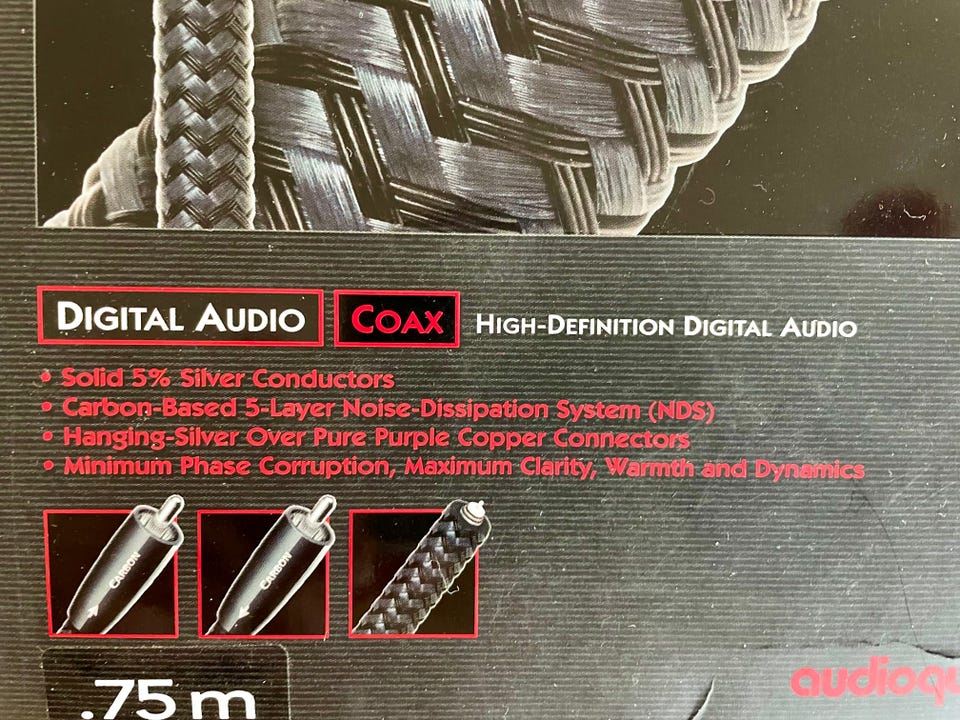 DIGITAL AUDIO COAX HIGH-DEFINITION DIGITAL AUDIO
• Solid 5% Silver Conductors
• Carbon-Based 5-Layer Noise-Dissipation System (NDS)
• Hanging-Silver Over Pure Purple Copper Connectors
• Minimum Phase Corruption, Maximum Clarity, Warmth and Dynamics
CARBON CARBON
.75 m
audioqu